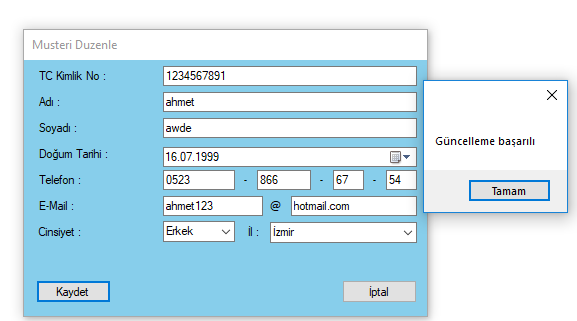 Musteri Duzenle
TC Kimlik No : 1234567891
Adı : ahmet
Soyadı : awde
Güncelleme başarılı
Doğum Tarihi : 16.07.1999
Telefon : 0523 - 866 - 67 - 54
Tamam
E-Mail : ahmet123 @ hotmail.com
Cinsiyet : Erkek İl : İzmir
Kaydet İptal